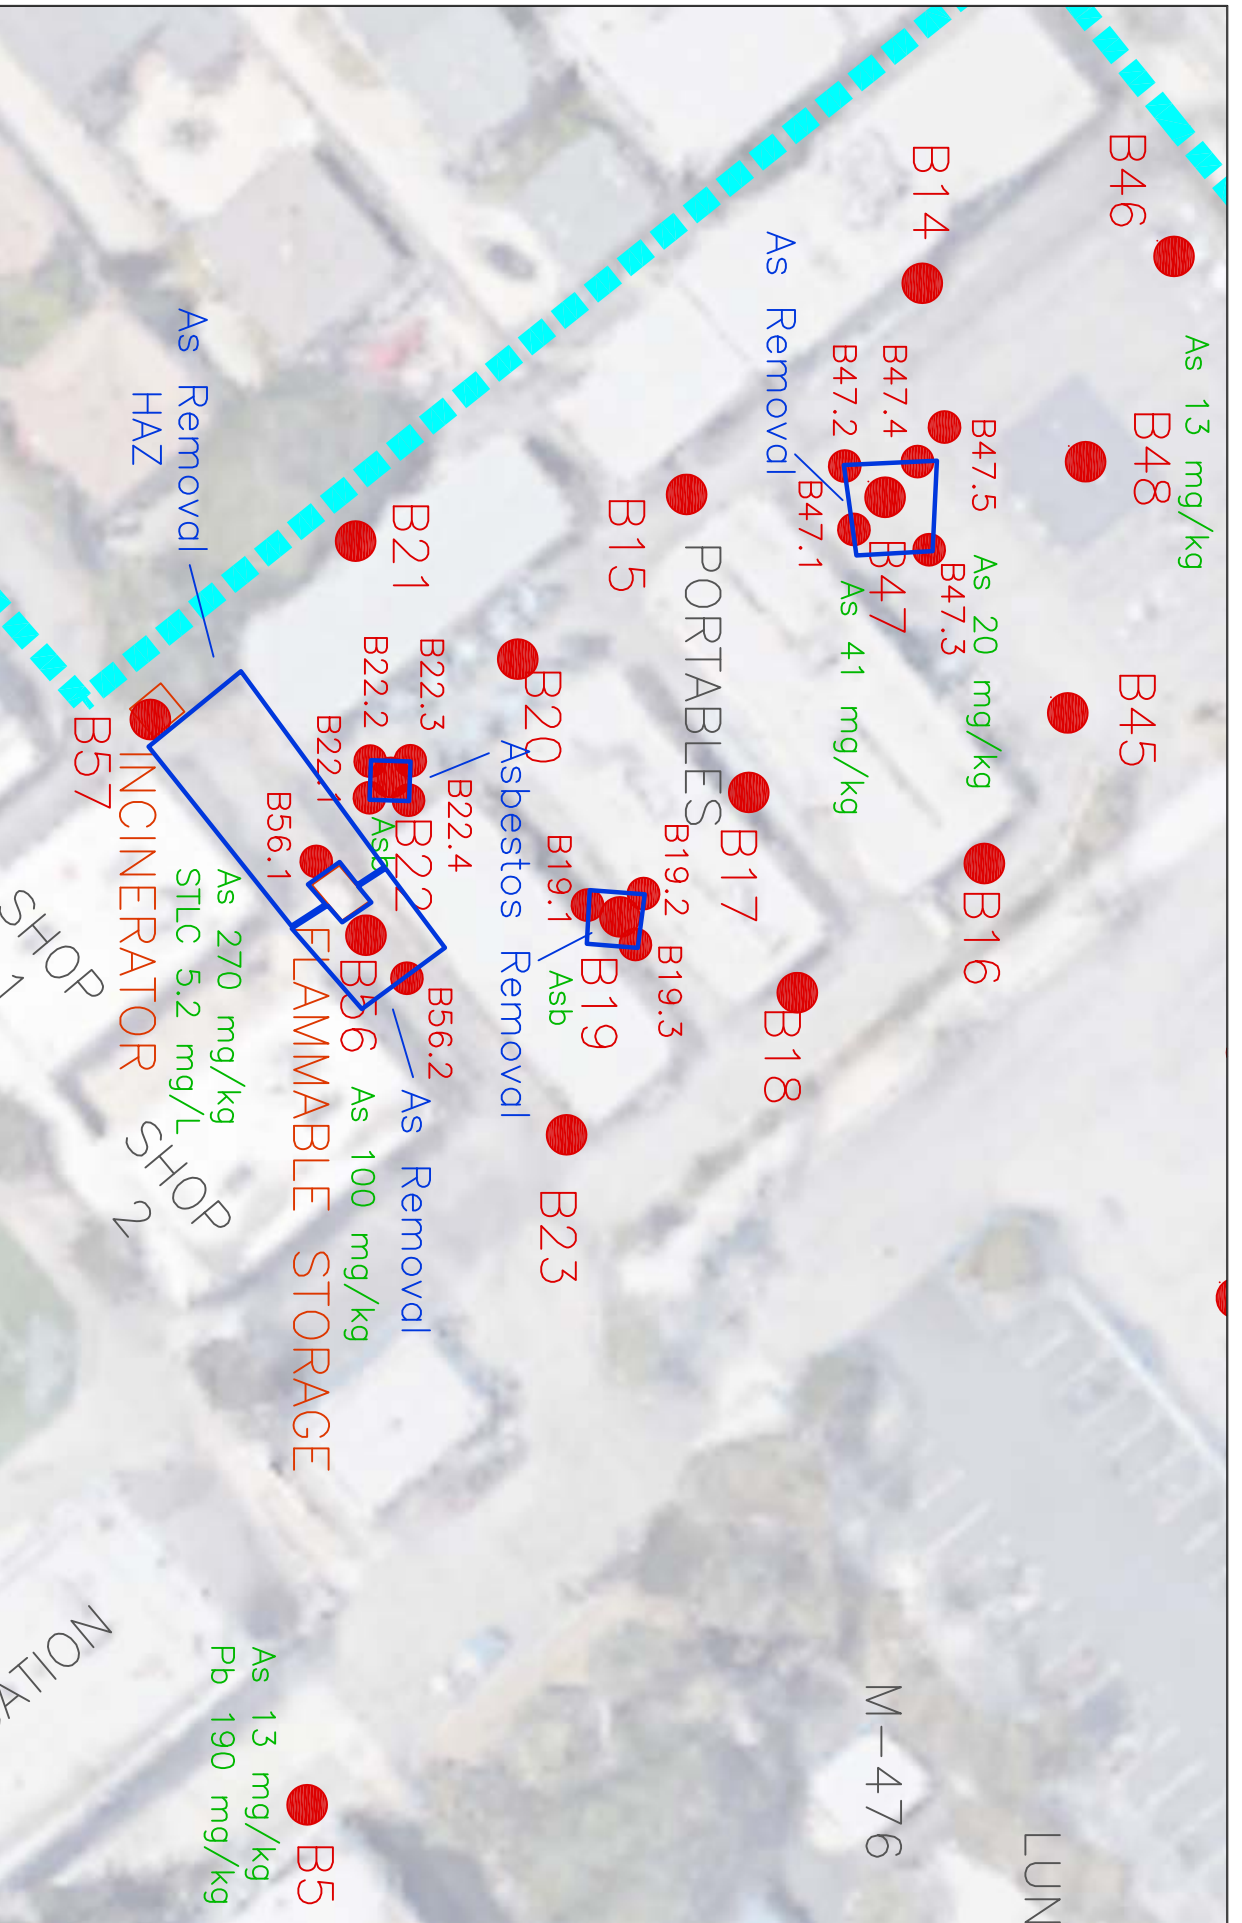 B46
As 13 mg/kg
B48
B45
B14
B47.5
B47.4
B47.2
As Removal
B47.1
B47
B47.3
As 20 mg/kg
As 41 mg/kg
B16
B15
PORTABLES
B17
B18
B21
B20
B19.2
B19.1
B19.3
B19
Asb
Asbestos Removal
B23
B22.3
B22.2
B22.1
B22.4
B22
Asb
As Removal
HAZ
B56.1
B56
B56.2
As Removal
As 100 mg/kg
FLAMMABLE STORAGE
B57
INCINERATOR
As 270 mg/kg
STLC 5.2 mg/L
SHOP
1
SHOP
2
M-476
LUN
As 13 mg/kg
Pb 190 mg/kg
B5
ATION